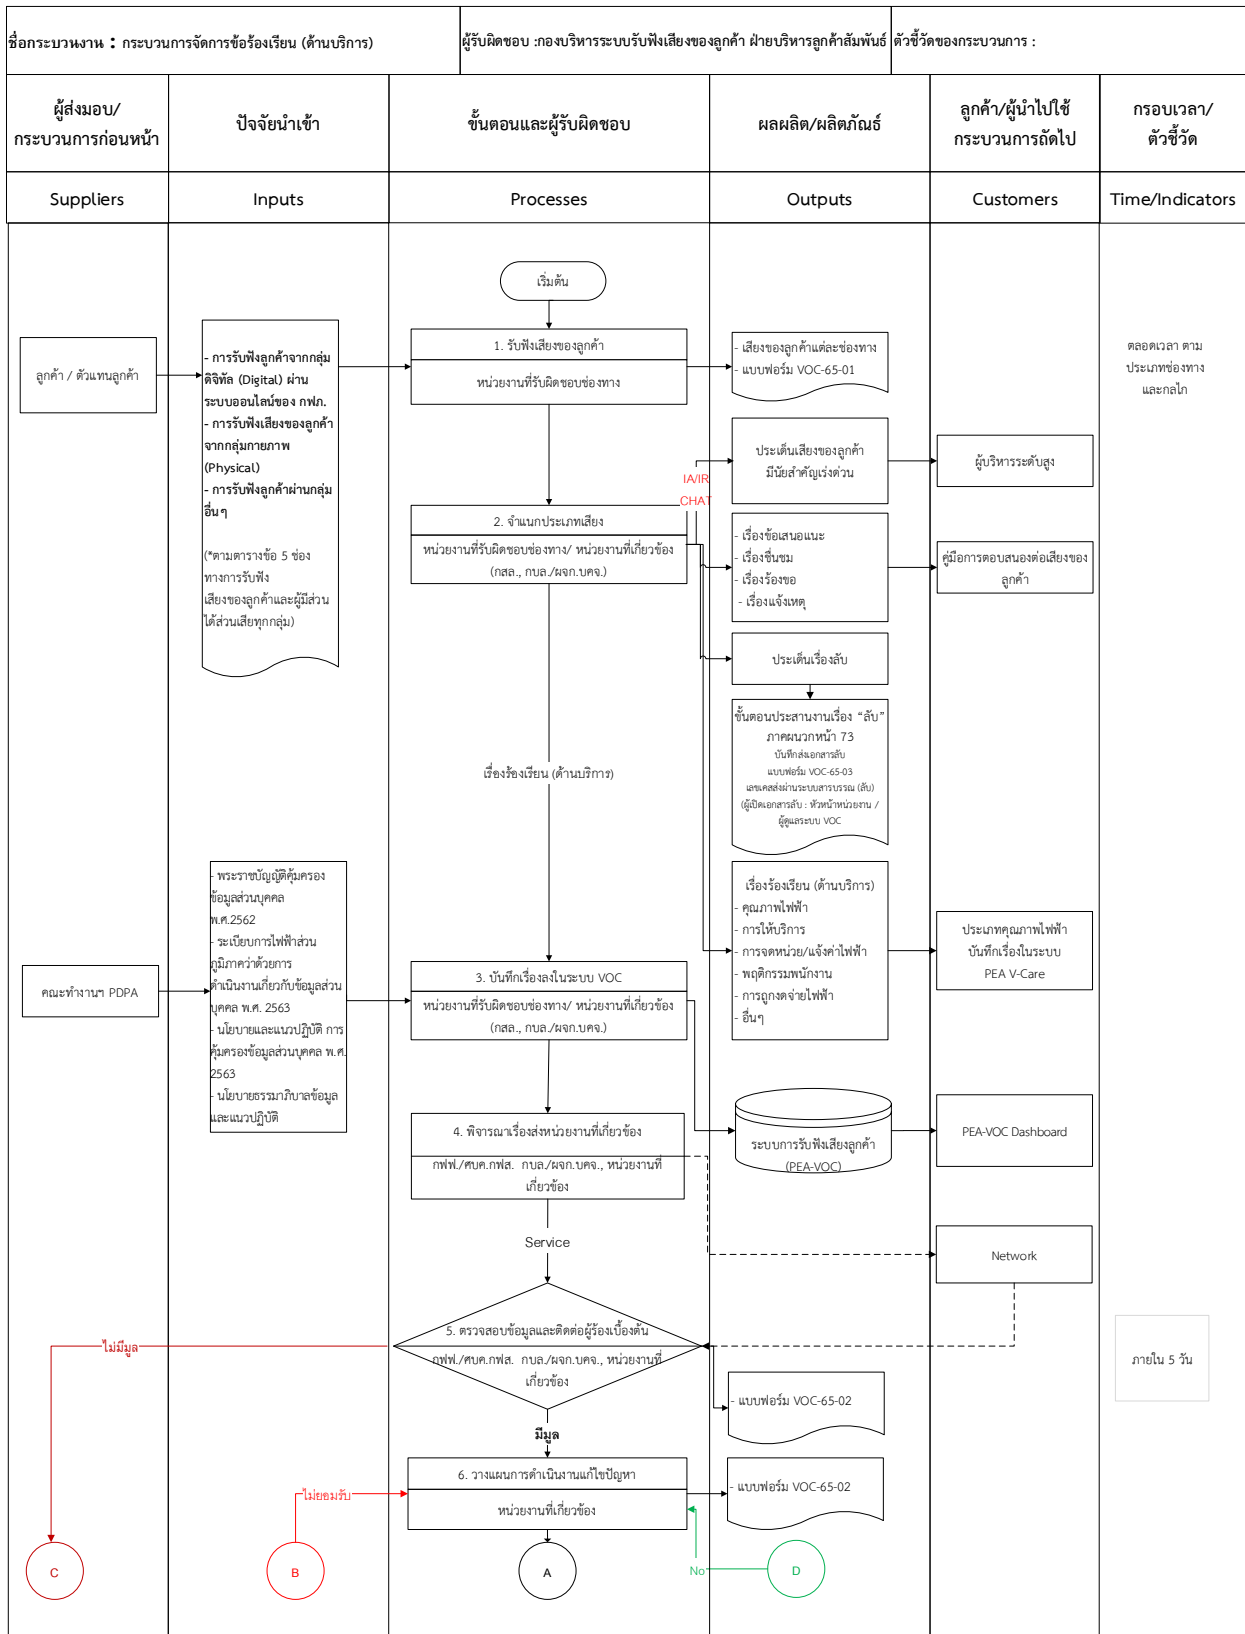 ชื่อกระบวนงาน : กระบวนการจัดการข้อร้องเรียน (ด้านบริการ)
ผู้รับผิดชอบ :กองบริหารระบบรับฟังเสียงของลูกค้า ฝ่ายบริหารลูกค้าสัมพันธ์
ตัวชี้วัดของกระบวนการ :
ผู้ส่งมอบ/
กระบวนการก่อนหน้า
ปัจจัยนำเข้า
ขั้นตอนและผู้รับผิดชอบ
ผลผลิต/ผลิตภัณธ์
ลูกค้า/ผู้นำไปใช้
กระบวนการถัดไป
กรอบเวลา/
ตัวชี้วัด
Suppliers
Inputs
Processes
Outputs
Customers
Time/Indicators
เริ่มต้น
ลูกค้า / ตัวแทนลูกค้า
- การรับฟังลูกค้าจากกลุ่ม
ดิจิทัล (Digital) ผ่าน
ระบบออนไลน์ของ กฟภ.
- การรับฟังเสียงของลูกค้า
จากกลุ่มกายภาพ
(Physical)
- การรับฟังลูกค้าผ่านกลุ่ม
อื่นๆ
(*ตามตารางข้อ 5 ช่อง
ทางการรับฟัง
เสียงของลูกค้าและผู้มีส่วน
ได้ส่วนเสียทุกกลุ่ม)
1. รับฟังเสียงของลูกค้า
หน่วยงานที่รับผิดชอบช่องทาง
- เสียงของลูกค้าแต่ละช่องทาง
- แบบฟอร์ม VOC-65-01
ตลอดเวลา ตาม
ประเภทช่องทาง
และกลไก
ประเด็นเสียงของลูกค้า
มีนัยสำคัญเร่งด่วน
ผู้บริหารระดับสูง
IA/IR
CHAT
2. จำแนกประเภทเสียง
หน่วยงานที่รับผิดชอบช่องทาง/ หน่วยงานที่เกี่ยวข้อง
(กสล., กบล./ผจก.บคจ.)
- เรื่องข้อเสนอแนะ
- เรื่องชื่นชม
- เรื่องร้องขอ
- เรื่องแจ้งเหตุ
คู่มือการตอบสนองต่อเสียงของ
ลูกค้า
ประเด็นเรื่องลับ
ขั้นตอนประสานงานเรื่อง “ลับ”
ภาคผนวกหน้า 73
บันทึกส่งเอกสารลับ
แบบฟอร์ม VOC-65-03
เลขเคสส่งผ่านระบบสารบรรณ (ลับ)
(ผู้เปิดเอกสารลับ : หัวหน้าหน่วยงาน /
ผู้ดูแลระบบ VOC
เรื่องร้องเรียน (ด้านบริการ)
คณะทำงานฯ PDPA
- พระราชบัญญัติคุ้มครอง
ข้อมูลส่วนบุคคล
พ.ศ.2562
- ระเบียบการไฟฟ้าส่วน
ภูมิภาคว่าด้วยการ
ดำเนินงานเกี่ยวกับข้อมูลส่วน
บุคคล พ.ศ. 2563
- นโยบายและแนวปฏิบัติ การ
คุ้มครองข้อมูลส่วนบุคคล พ.ศ.
2563
- นโยบายธรรมาภิบาลข้อมูล
และแนวปฏิบัติ
3. บันทึกเรื่องลงในระบบ VOC
หน่วยงานที่รับผิดชอบช่องทาง/ หน่วยงานที่เกี่ยวข้อง
(กสล., กบล./ผจก.บคจ.)
เรื่องร้องเรียน (ด้านบริการ)
- คุณภาพไฟฟ้า
- การให้บริการ
- การจดหน่วย/แจ้งค่าไฟฟ้า
- พฤติกรรมพนักงาน
- การถูกงดจ่ายไฟฟ้า
- อื่นๆ
ประเภทคุณภาพไฟฟ้า
บันทึกเรื่องในระบบ
PEA V-Care
4. พิจารณาเรื่องส่งหน่วยงานที่เกี่ยวข้อง
กฟฟ./ศบค.กฟส. กบล./ผจก.บคจ., หน่วยงานที่
เกี่ยวข้อง
ระบบการรับฟังเสียงลูกค้า
(PEA-VOC)
PEA-VOC Dashboard
Service
Network
5. ตรวจสอบข้อมูลและติดต่อผู้ร้องเบื้องต้น
กฟฟ./ศบค.กฟส. กบล./ผจก.บคจ., หน่วยงานที่
เกี่ยวข้อง
ไม่มีมูล
ภายใน 5 วัน
- แบบฟอร์ม VOC-65-02
มีมูล
6. วางแผนการดำเนินงานแก้ไขปัญหา
หน่วยงานที่เกี่ยวข้อง
- แบบฟอร์ม VOC-65-02
ไม่ยอมรับ
C
B
A
No
D